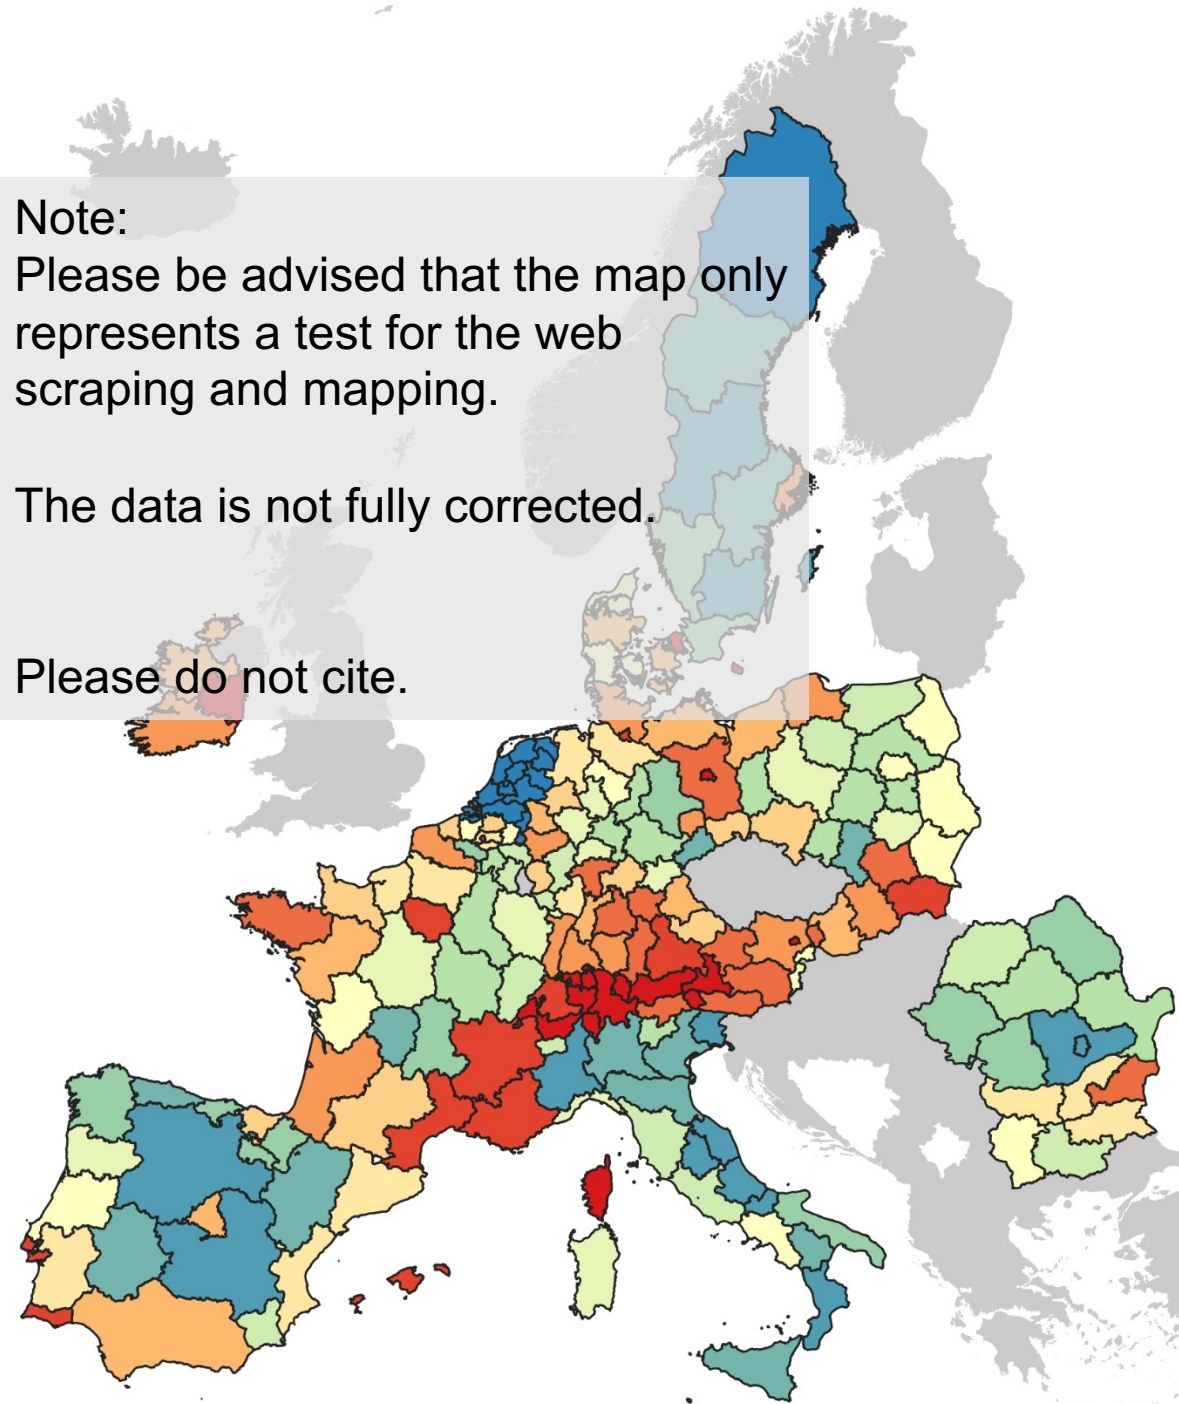 Note:
Please be advised that the map only
represents a test for the web
scraping and mapping.
The data is not fully corrected.
Please do not cite.